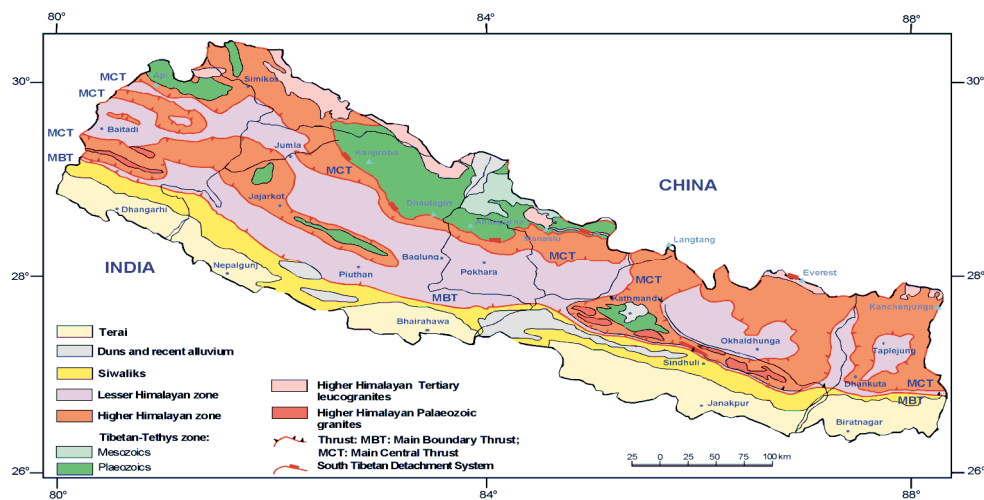 80°
84°
88°
30°
30°
MCT
Api
Simikot
MCT
Baitadi
MCT
Jumla
Kanjiroba
MBT
MCT
CHINA
Dhangarhi
Jajarkot
Dhaulagiri
Annapurna
Manaslu
Langtang
INDIA
Nepalgunj
Piuthan
Baglung
Pokhara
MCT
MCT
Everest
28°
28°
MBT
Kathmandu
Kanchenjunga
Bhairahawa
Okhaldhunga
Taplejung
Sindhuli
Dhankuta
MCT
MBT
Janakpur
Biratnagar
Terai
Duns and recent alluvium
Siwaliks
Lesser Himalayan zone
Higher Himalayan zone
Tibetan-Tethys zone:
Mesozoics
Plaeozoics
Higher Himalayan Tertiary
leucogranites
Higher Himalayan Palaeozoic
granites
Thrust: MBT: Main Boundary Thrust;
MCT: Main Central Thrust
South Tibetan Detachment System
25 0 25 50 75 100 km
26°
26°
80°
84°
88°